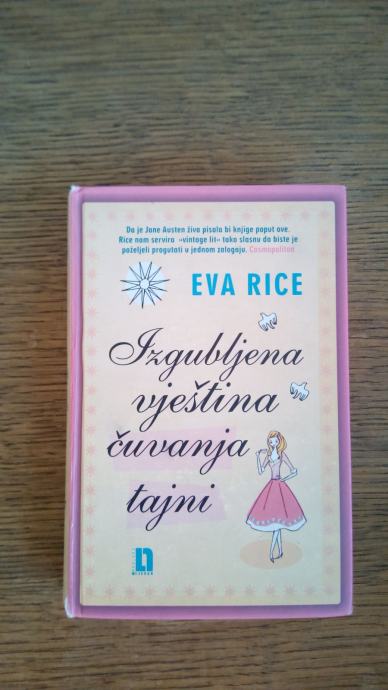 Da je Jane Austen živa pisala bi knjige poput ove.
Rice nam servira »vintage lit« tako slasnu da biste je
poželjeli progutati u jednom zalogaju. Cosmopolitan
EVA RICE
Izgubljena
vještina
čuvanja
tajni
LJEVAK